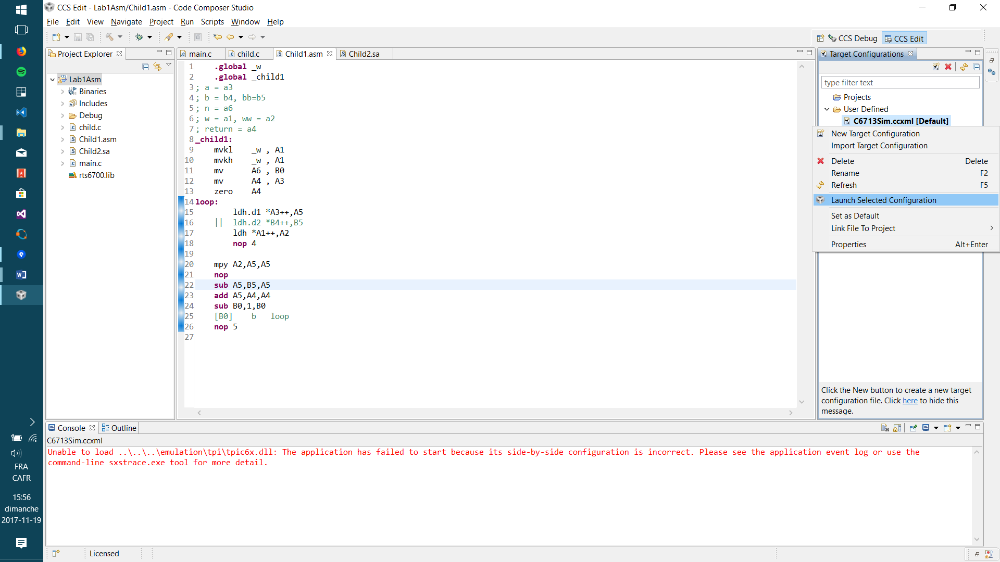 CCS Edit - Lab1Asm/Child1.asm - Code Composer Studio
File Edit View Navigate Project Run Scripts Window Help
CCS Debug CCS Edit
Project Explorer
Lab1Asm
Binaries
Includes
Debug
child.c
Child1.asm
Child2.sa
main.c
rts6700.lib
main.c child.c Child1.asm Child2.sa
1 .global _w
2 .global _child1
3 ; a = a3
4 ; b = b4, bb=b5
5 ; n = a6
6 ; w = a1, ww = a2
7 ; return = a4
8 _child1:
9 mvkl _w , A1
10 mvkh _w , A1
11 mv A6 , B0
12 mv A4 , A3
13 zero A4
14 loop:
15 ldh.d1 *A3++,A5
16 || ldh.d2 *B4++,B5
17 ldh *A1++,A2
18 nop 4
19
20 mpy A2,A5,A5
21 nop
22 sub A5,B5,A5
23 add A5,A4,A4
24 sub B0,1,B0
25 [B0] b loop
26 nop 5
27
Target Configurations
type filter text
Projects
User Defined
C6713Sim.ccxml [Default]
New Target Configuration
Import Target Configuration
Delete Delete
Rename F2
Refresh F5
Launch Selected Configuration
Set as Default
Link File To Project
Properties Alt+Enter
Click the New button to create a new target
configuration file. Click here to hide this
message.
Console Outline
C6713Sim.ccxml
Unable to load ..\..\..\emulation\tpi\tpic6x.dll: The application has failed to start because its side-by-side configuration is incorrect. Please see the application event log or use the
command-line sxstrace.exe tool for more detail.
Licensed
FRA
CAFR
15:56
dimanche
2017-11-19